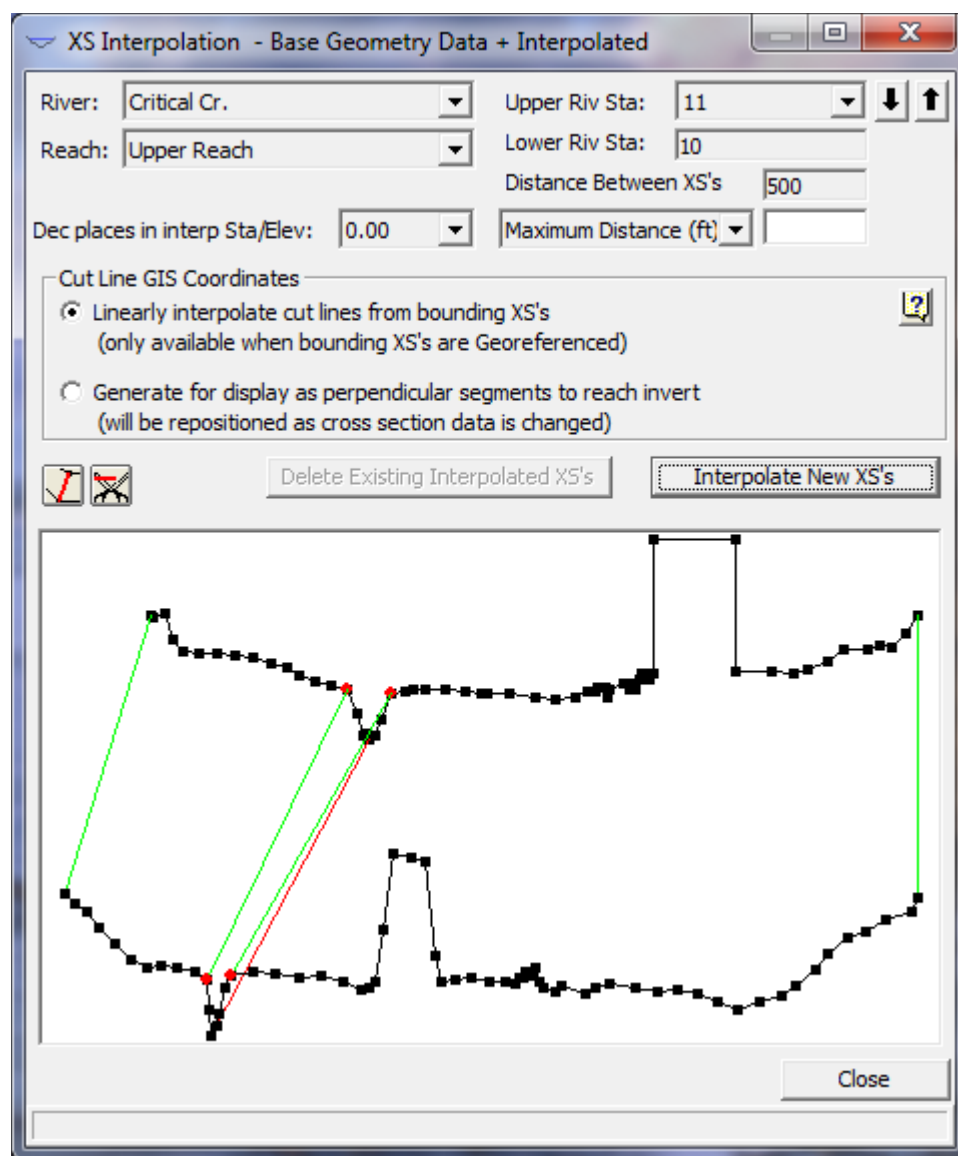 XS Interpolation - Base Geometry Data + Interpolated
River: Critical Cr.
Upper Riv Sta: 11
Reach: Upper Reach
Lower Riv Sta: 10
Distance Between XS's 500
Dec places in interp Sta/Elev: 0.00
Maximum Distance (ft)
Cut Line GIS Coordinates
Linearly interpolate cut lines from bounding XS's
(only available when bounding XS's are Georeferenced)
Generate for display as perpendicular segments to reach invert
(will be repositioned as cross section data is changed)
Delete Existing Interpolated XS's
Interpolate New XS's
Close